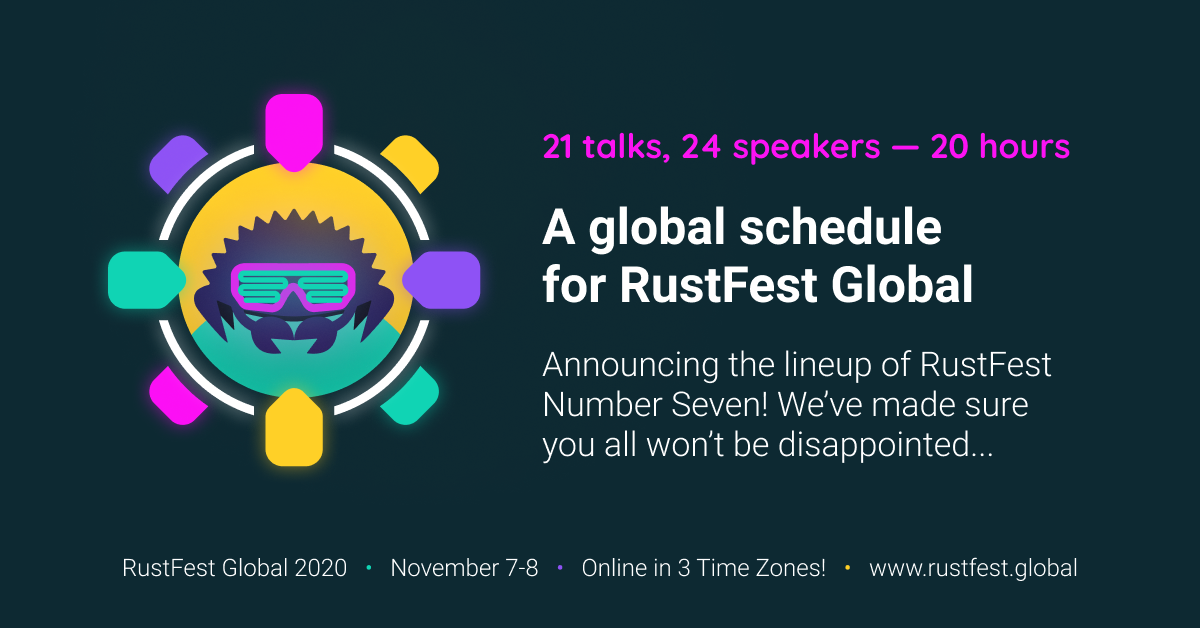 21 talks, 24 speakers — 20 hours
A global schedule
for RustFest Global
Announcing the lineup of RustFest
Number Seven! We’ve made sure
you all won’t be disappointed...
RustFest Global 2020 • November 7-8 • Online in 3 Time Zones! • www.rustfest.global